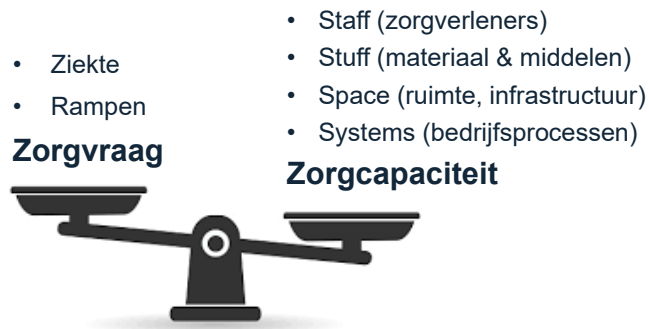 • Ziekte
• Rampen
Zorgvraag
• Staff (zorgverleners)
• Stuff (materiaal & middelen)
• Space (ruimte, infrastructuur)
• Systems (bedrijfsprocessen)
Zorgcapaciteit